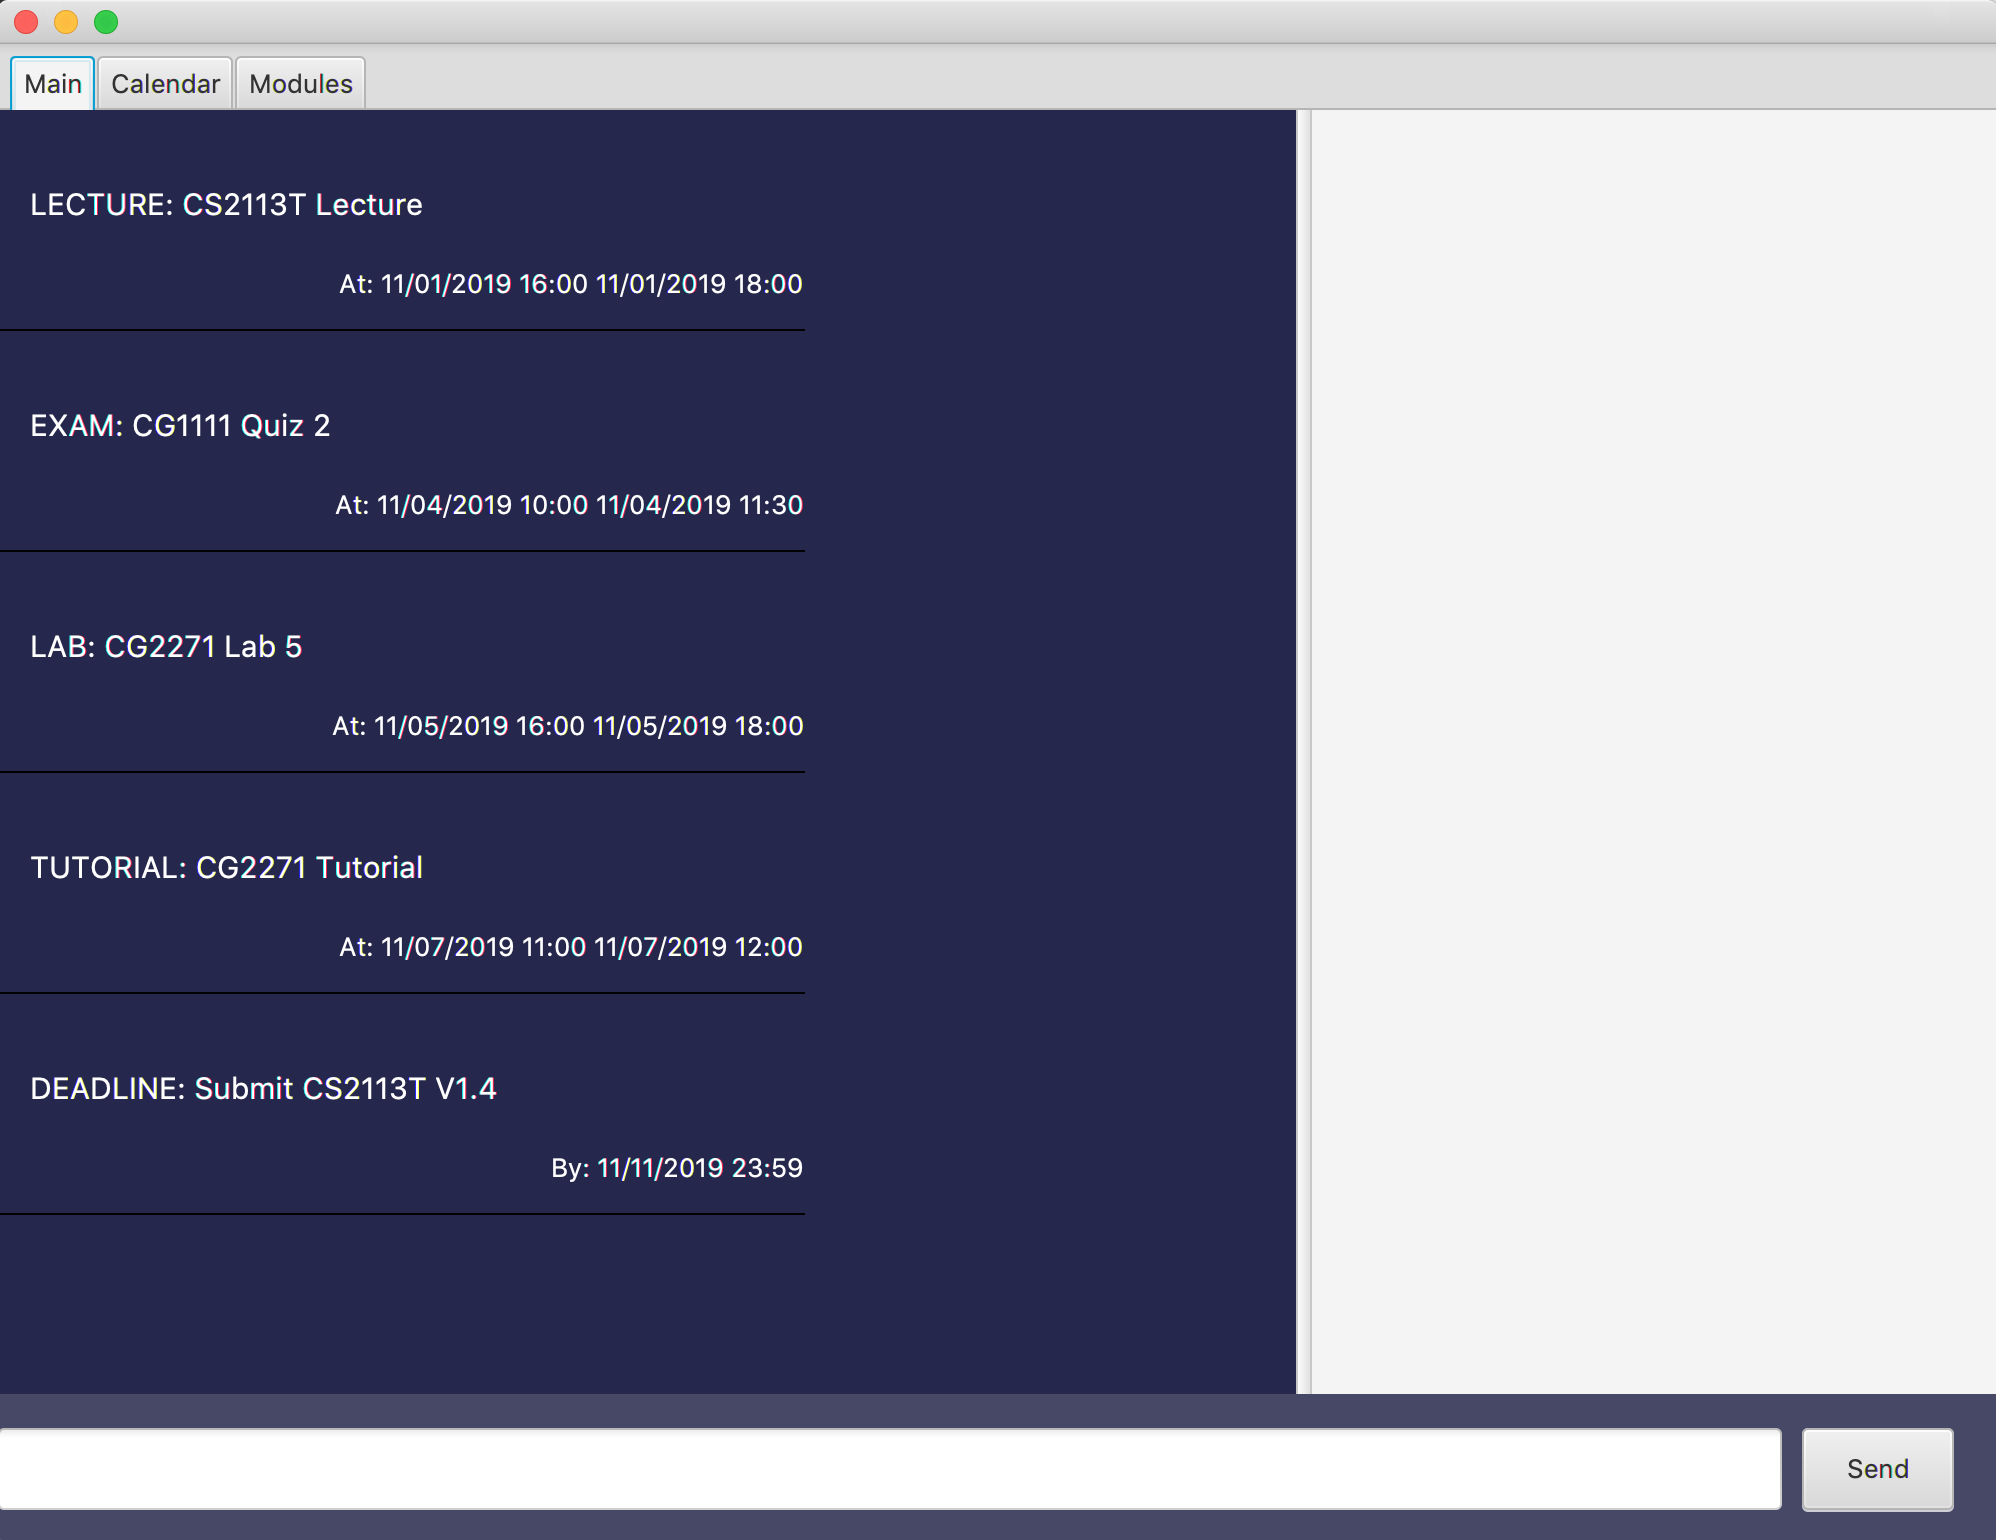 Main Calendar Modules
LECTURE: CS2113T Lecture
At: 11/01/2019 16:00 11/01/2019 18:00
EXAM: CG1111 Quiz 2
At: 11/04/2019 10:00 11/04/2019 11:30
LAB: CG2271 Lab 5
At: 11/05/2019 16:00 11/05/2019 18:00
TUTORIAL: CG2271 Tutorial
At: 11/07/2019 11:00 11/07/2019 12:00
DEADLINE: Submit CS2113T V1.4
By: 11/11/2019 23:59
Send